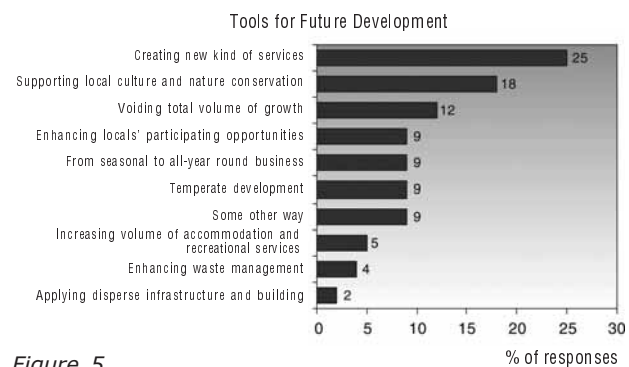 Tools for Future Development
Creating new kind of services 25
Supporting local culture and nature conservation 18
Voiding total volume of growth 12
Enhancing locals' participating opportunities 9
From seasonal to all-year round business 9
Temperate development 9
Some other way 9
Increasing volume of accommodation and
recreational services 5
Enhancing waste management 4
Applying disperse infrastructure and building 2
0 5 10 15 20 25 30
% of responses
Figure 5